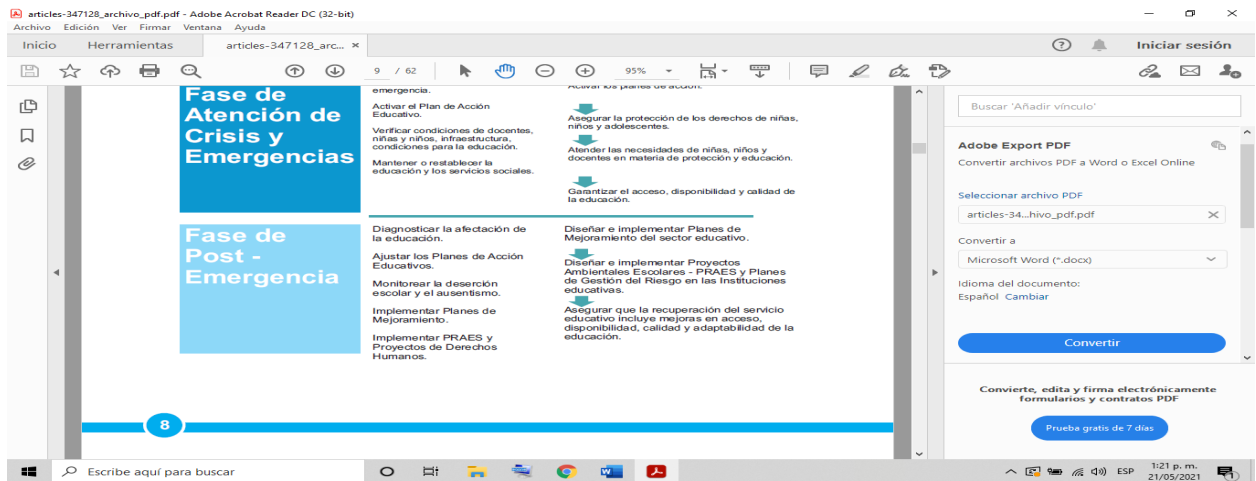 articles-347128_archivo_pdf.pdf - Adobe Acrobat Reader DC (32-bit)
Archivo Edición Ver Firmar Ventana Ayuda
Inicio Herramientas articles-347128_arc... × Iniciar sesión
9 / 62 95%
Fase de
Atención de
Crisis y
Emergencias
emergencia.
Activar el Plan de Acción
Educativo.
Verificar condiciones de docentes,
niñas y niños, infraestructura,
condiciones para la educación.
Mantener o restablecer la
educación y los servicios sociales.
Activar los planes de acción.
Asegurar la protección de los derechos de niñas,
niños y adolescentes.
Atender las necesidades de niñas, niños y
docentes en materia de protección y educación.
Garantizar el acceso, disponibilidad y calidad de
la educación.
Fase de
Post -
Emergencia
Diagnosticar la afectación de
la educación.
Ajustar los Planes de Acción
Educativos.
Monitorear la deserción
escolar y el ausentismo.
Implementar Planes de
Mejoramiento.
Implementar PRAES y
Proyectos de Derechos
Humanos.
Diseñar e implementar Planes de
Mejoramiento del sector educativo.
Diseñar e implementar Proyectos
Ambientales Escolares - PRAES y Planes
de Gestión del Riesgo en las Instituciones
educativas.
Asegurar que la recuperación del servicio
educativo incluye mejoras en acceso,
disponibilidad, calidad y adaptabilidad de la
educación.
8
Buscar 'Añadir vínculo'
Adobe Export PDF
Convertir archivos PDF a Word o Excel Online
Seleccionar archivo PDF
articles-34...hivo_pdf.pdf
Convertir a
Microsoft Word (*.docx)
Idioma del documento:
Español Cambiar
Convertir
Convierte, edita y firma electrónicamente
formularios y contratos PDF
Prueba gratis de 7 días
Escribe aquí para buscar
ESP
1:21 p. m.
21/05/2021